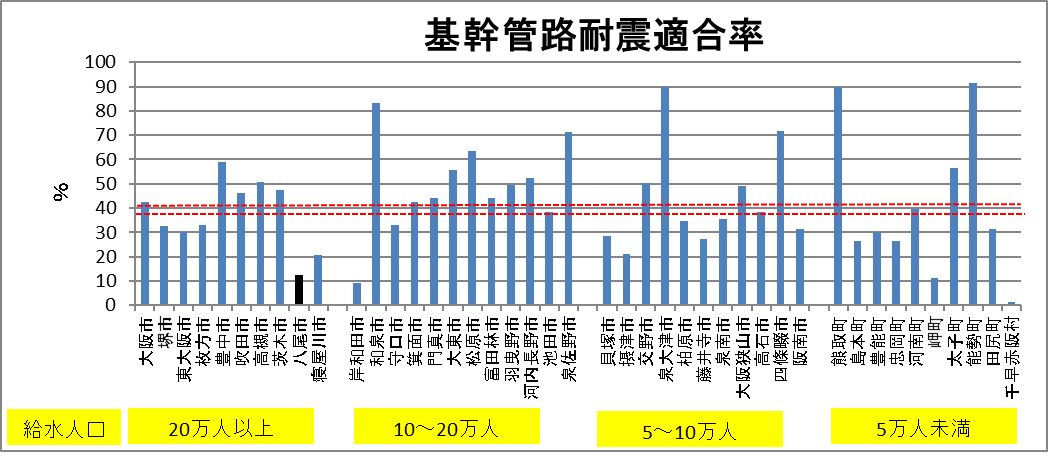 基幹管路耐震適合率
%
100
90
80
70
60
50
40
30
20
10
0
大阪市
堺市
東大阪市
枚方市
豊中市
吹田市
高槻市
茨木市
八尾市
寝屋川市
岸和田市
和泉市
守口市
箕面市
門真市
大東市
松原市
富田林市
羽曳野市
河内長野市
池田市
泉佐野市
貝塚市
摂津市
交野市
泉大津市
柏原市
藤井寺市
泉南市
大阪狭山市
高石市
四條畷市
阪南市
熊取町
島本町
豊能町
忠岡町
河南町
岬町
太子町
能勢町
田尻町
千早赤阪村
給水人口
20万人以上
10～20万人
5～10万人
5万人未満